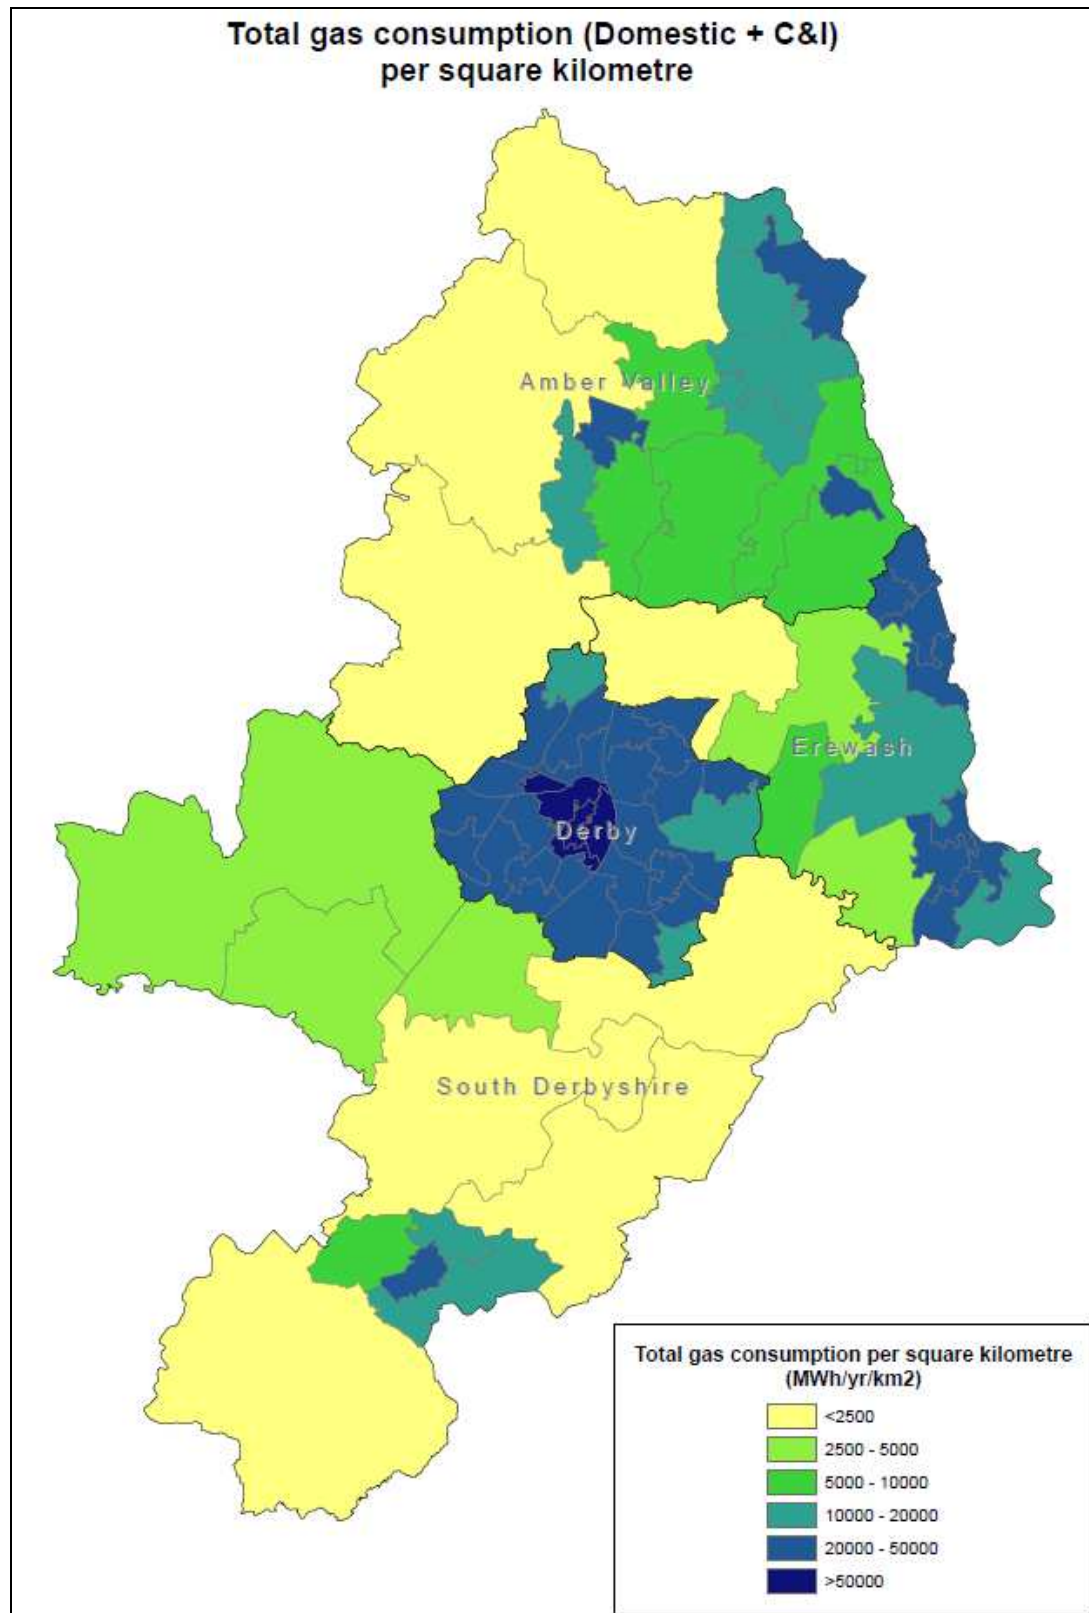 Total gas consumption (Domestic + C&I)
per square kilometre
Amber Valley
Erewash
Derby
South Derbyshire
Total gas consumption per square kilometre
(MWh/yr/km2)
<2500
2500 - 5000
5000 - 10000
10000 - 20000
20000 - 50000
>50000